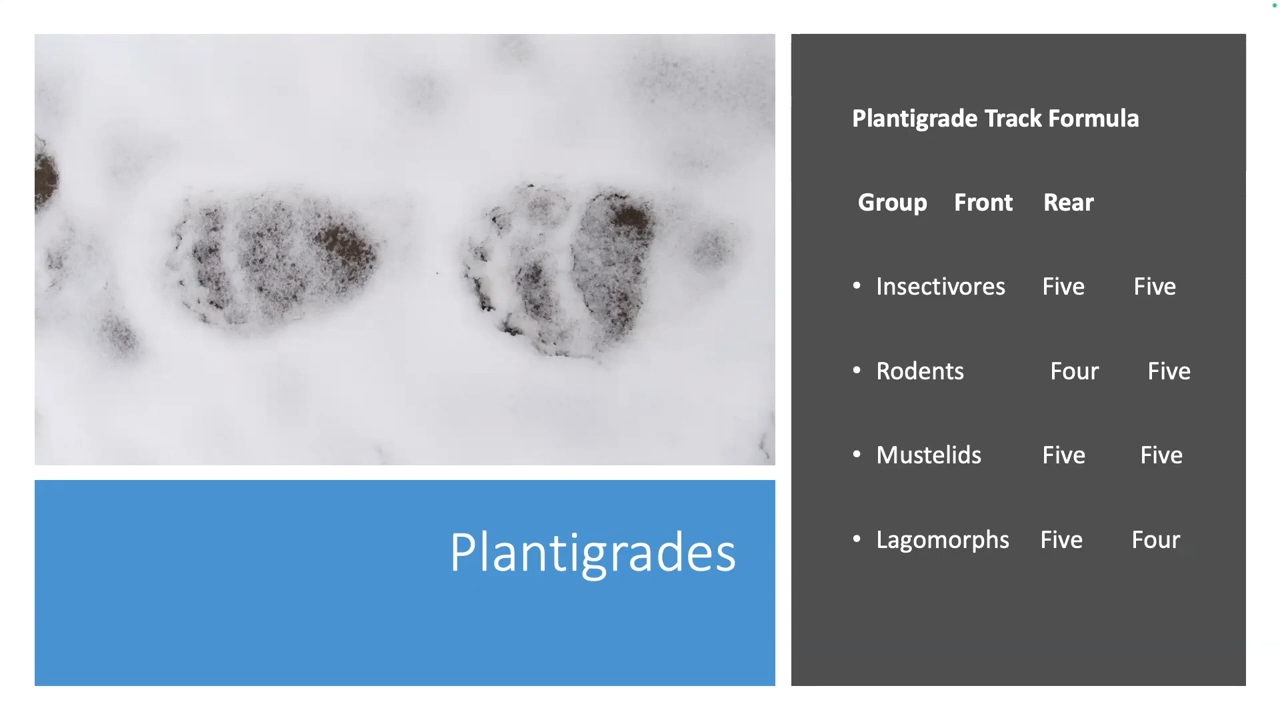 Plantigrades
Plantigrade Track Formula
Group Front Rear
• Insectivores Five Five
• Rodents Four Five
• Mustelids Five Five
• Lagomorphs Five Four